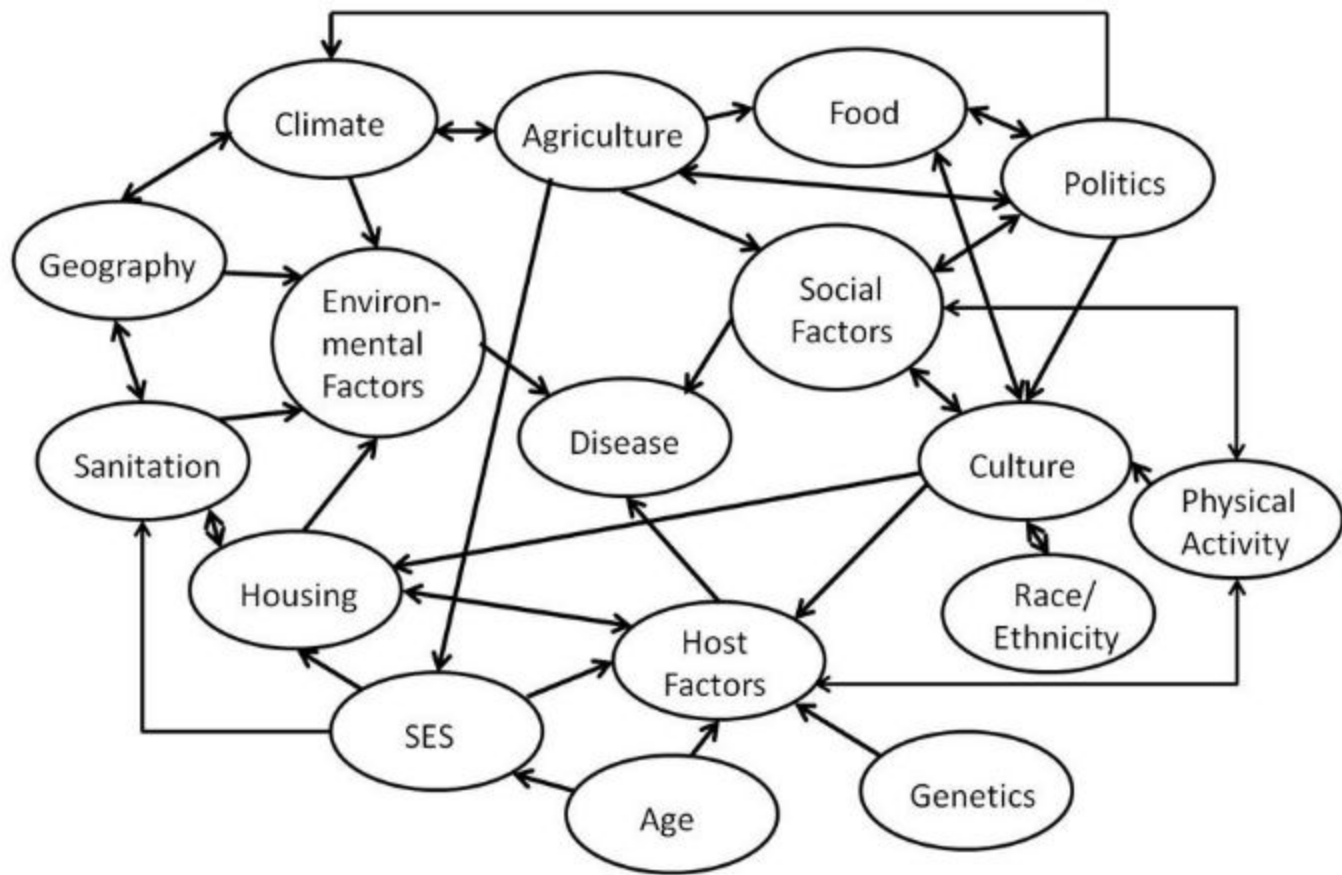 Climate
Agriculture
Food
Politics
Geography
Environ-
mental
Factors
Social
Factors
Sanitation
Disease
Culture
Physical
Activity
Housing
Race/
Ethnicity
Host
Factors
SES
Age
Genetics